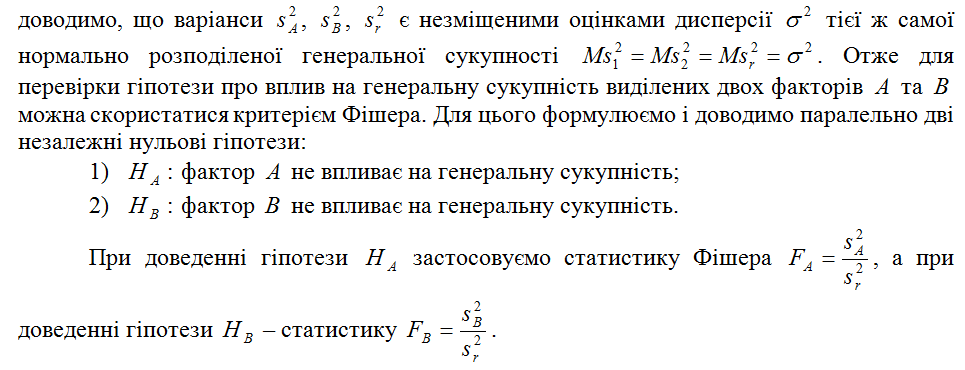 доводимо, що варіанси $s_A^2$, $s_B^2$, $s_r^2$ є незміщеними оцінками дисперсії $\sigma^2$ тієї ж самої
нормально розподіленої генеральної сукупності $Ms_1^2 = Ms_2^2 = Ms_r^2 = \sigma^2$. Отже для
перевірки гіпотези про вплив на генеральну сукупність виділених двох факторів $A$ та $B$
можна скористатися критерієм Фішера. Для цього формулюємо і доводимо паралельно дві
незалежні нульові гіпотези:
1) $H_A$ : фактор $A$ не впливає на генеральну сукупність;
2) $H_B$ : фактор $B$ не впливає на генеральну сукупність.
При доведенні гіпотези $H_A$ застосовуємо статистику Фішера $F_A = \frac{s_A^2}{s_r^2}$, а при
доведенні гіпотези $H_B$ – статистику $F_B = \frac{s_B^2}{s_r^2}$.